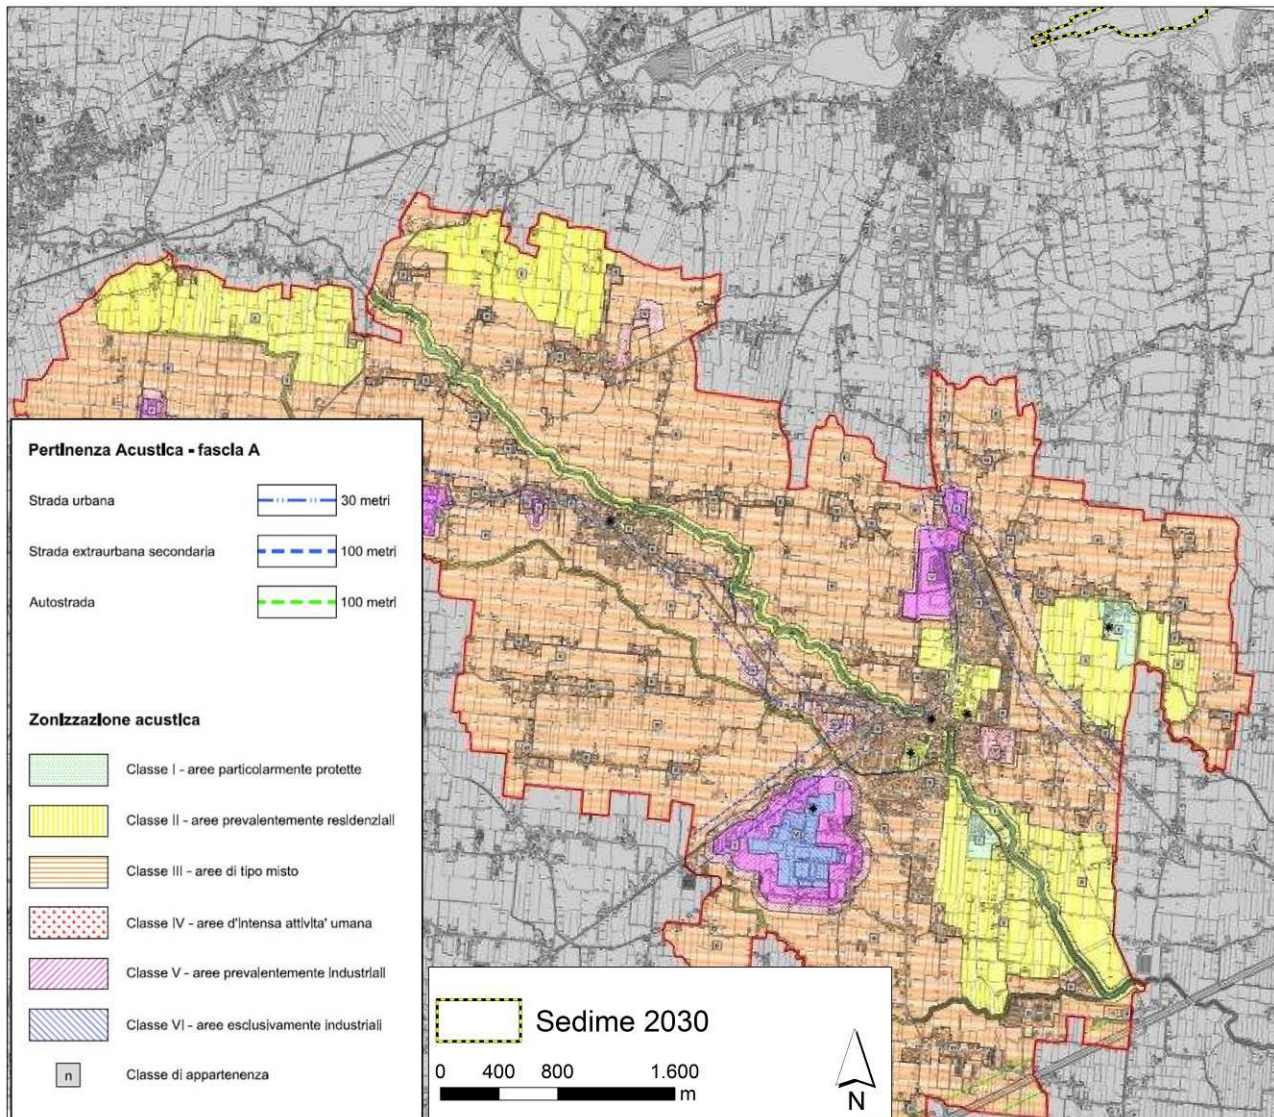 Pertinenza Acustica - fascia A
Strada urbana 30 metri
Strada extraurbana secondaria 100 metri
Autostrada 100 metri
Zonizzazione acustica
Classe I - aree particolarmente protette
Classe II - aree prevalentemente residenziali
Classe III - aree di tipo misto
Classe IV - aree d'intensa attivita' umana
Classe V - aree prevalentemente industriali
Classe VI - aree esclusivamente industriali
n Classe di appartenenza
Sedime 2030
0 400 800 1.600
m
N